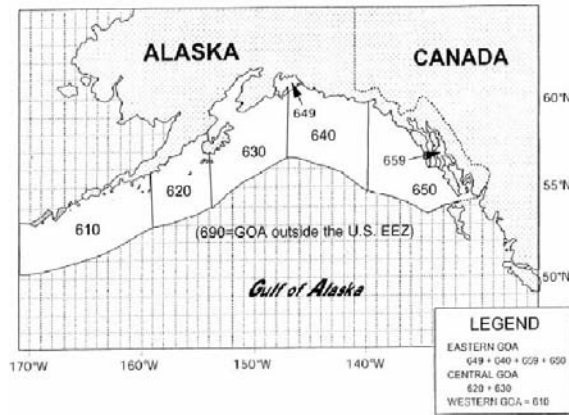 ALASKA
CANADA
60°N
649
640
659
630
620
650
55°N
610
(690=GOA outside the U.S. EEZ)
50°N
Gulf of Alaska
LEGEND
EASTERN GOA
649 + 640 + 659 + 650
CENTRAL GOA
620 + 630
WESTERN GOA = 610
170°W
160°W
150°W
140°W